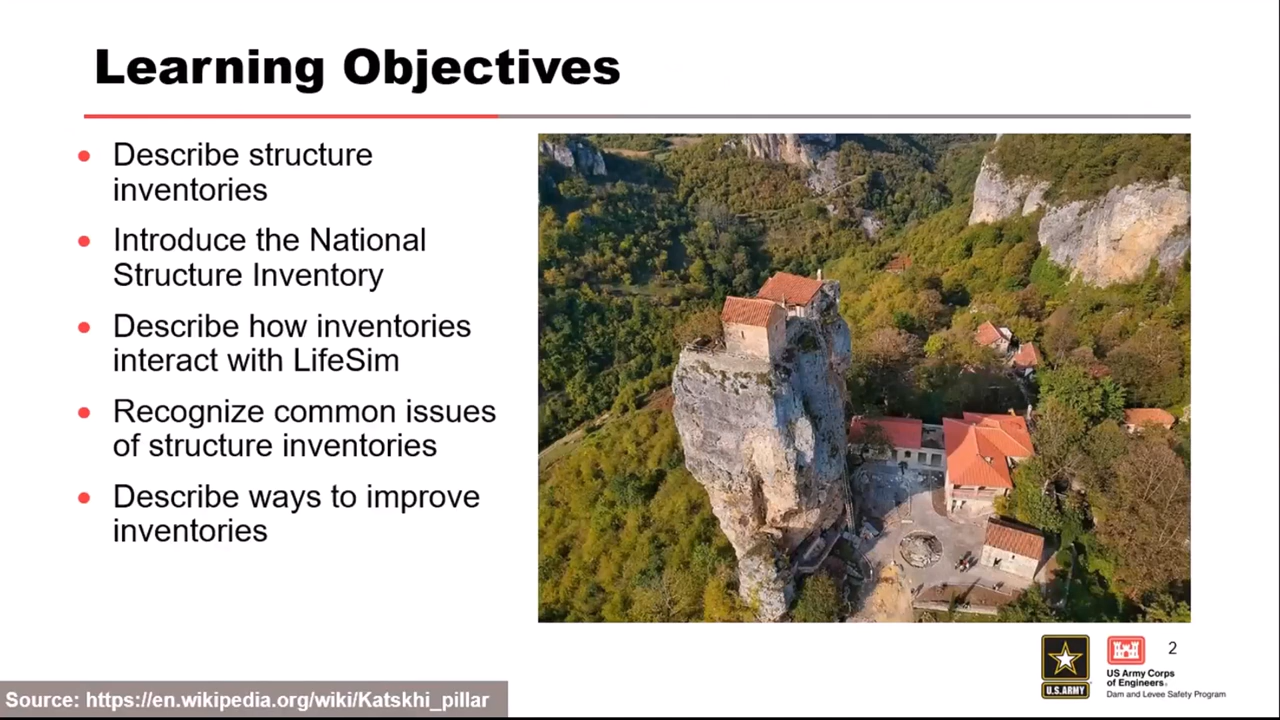 Learning Objectives
Describe structure
inventories
Introduce the National
Structure Inventory
Describe how inventories
interact with LifeSim
Recognize common issues
of structure inventories
Describe ways to improve
inventories
2
U.S.ARMY
US Army Corps
of Engineers®
Dam and Levee Safety Program
Source: https://en.wikipedia.org/wiki/Katskhi_pillar